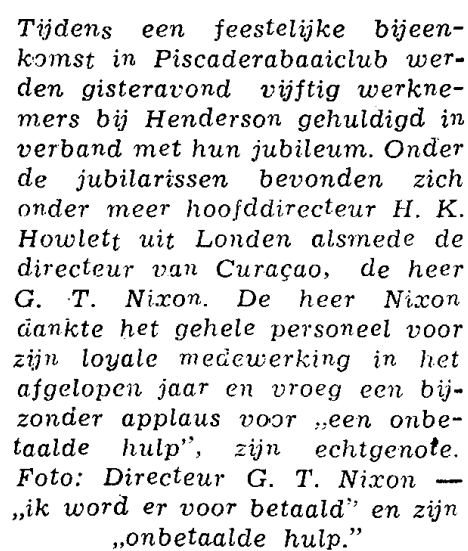 Tijdens een feestelijke bijeen-
komst in Piscaderabaaiclub wer-
den gisteravond vijftig werkne-
mers bij Henderson gehuldigd in
verband met hun jubileum. Onder
de jubilarissen bevonden zich
onder meer hoofddirecteur H. K.
Howlett uit Londen alsmede de
directeur van Curaçao, de heer
G. T. Nixon. De heer Nixon
dankte het gehele personeel voor
zijn loyale medewerking in het
afgelopen jaar en vroeg een bij-
zonder applaus voor „een onbe-
taalde hulp”, zijn echtgenote.
Foto: Directeur G. T. Nixon —
„ik word er voor betaald” en zijn
„onbetaalde hulp.”